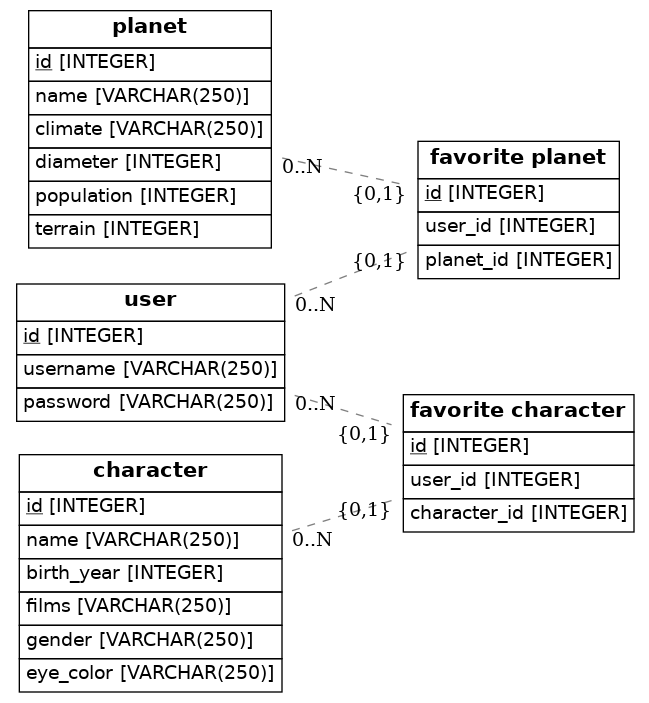 planet
id [INTEGER]
name [VARCHAR(250)]
climate [VARCHAR(250)]
diameter [INTEGER]
population [INTEGER]
terrain [INTEGER]
0..N
{0,1}
favorite planet
id [INTEGER]
user_id [INTEGER]
planet_id [INTEGER]
{0,1}
0..N
user
id [INTEGER]
username [VARCHAR(250)]
password [VARCHAR(250)]
0..N
{0,1}
favorite character
id [INTEGER]
user_id [INTEGER]
character_id [INTEGER]
{0,1}
0..N
character
id [INTEGER]
name [VARCHAR(250)]
birth_year [INTEGER]
films [VARCHAR(250)]
gender [VARCHAR(250)]
eye_color [VARCHAR(250)]